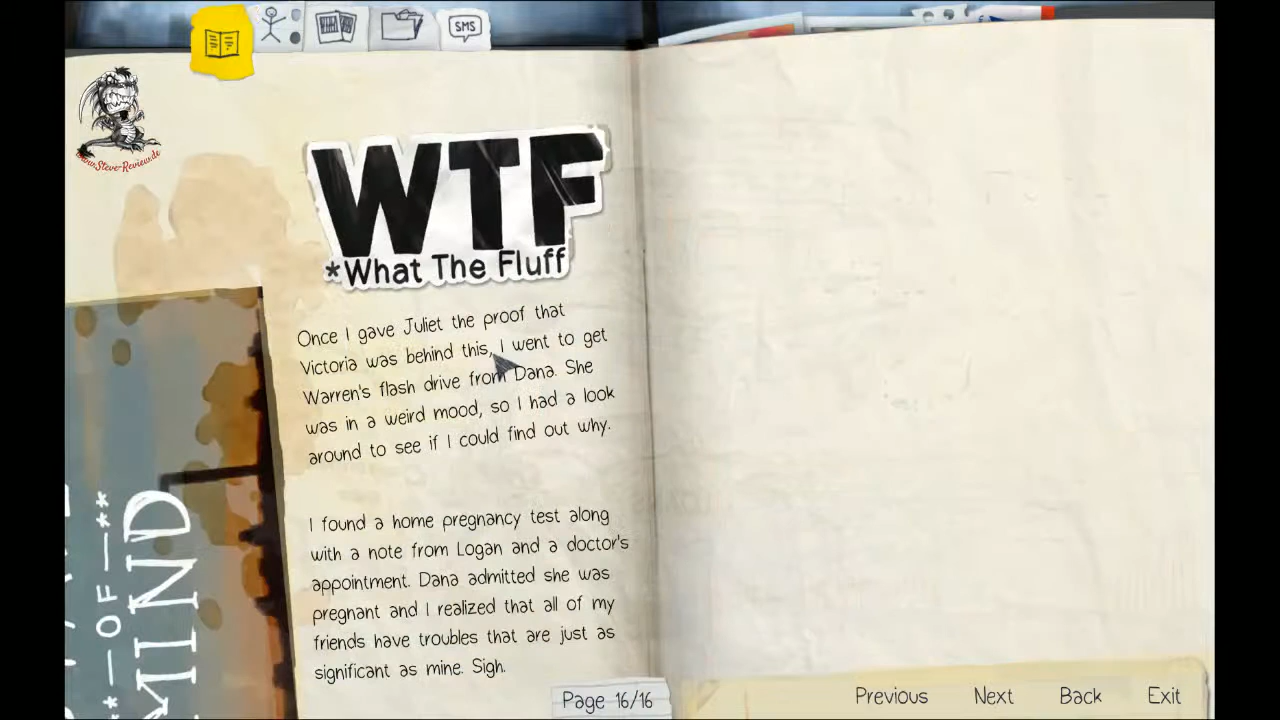 SMS
www.Steve-Review.de
WTF
*What The Fluff
Once I gave Juliet the proof that
Victoria was behind this, I went to get
Warren's flash drive from Dana. She
was in a weird mood, so I had a look
around to see if I could find out why.
I found a home pregnancy test along
with a note from Logan and a doctor's
appointment. Dana admitted she was
pregnant and I realized that all of my
friends have troubles that are just as
significant as mine. Sigh.
OF
MIND
Page 16/16
Previous
Next
Back
Exit